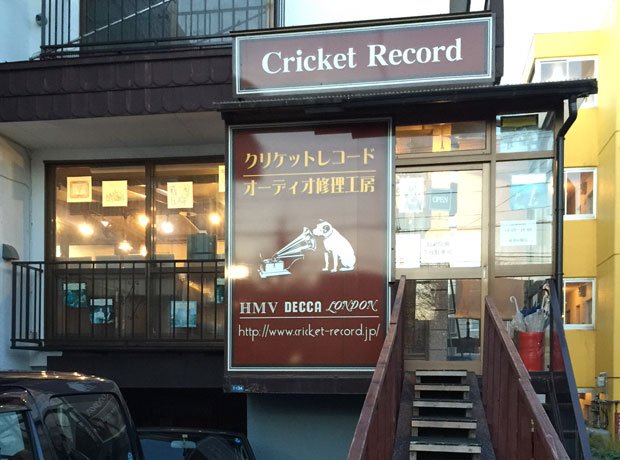 Cricket Record
クリケットレコード
オーディオ修理工房
HMV DECCA LONDON
http://www.cricket-record.jp/
OPEN